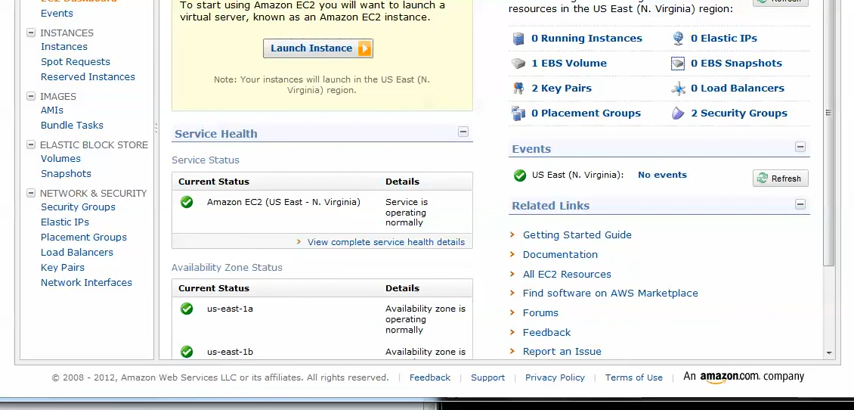 EC2 Dashboard
Events
INSTANCES
Instances
Spot Requests
Reserved Instances
IMAGES
AMIs
Bundle Tasks
ELASTIC BLOCK STORE
Volumes
Snapshots
NETWORK & SECURITY
Security Groups
Elastic IPs
Placement Groups
Load Balancers
Key Pairs
Network Interfaces
To start using Amazon EC2 you will want to launch a
virtual server, known as an Amazon EC2 instance.
Launch Instance
Note: Your instances will launch in the US East (N.
Virginia) region.
Service Health
Service Status
Current Status Details
Amazon EC2 (US East - N. Virginia) Service is
operating
normally
View complete service health details
Availability Zone Status
Current Status Details
us-east-1a Availability zone is
operating
normally
us-east-1b Availability zone is
resources in the US East (N. Virginia) region:
Refresh
0 Running Instances 0 Elastic IPs
1 EBS Volume 0 EBS Snapshots
2 Key Pairs 0 Load Balancers
0 Placement Groups 2 Security Groups
Events
US East (N. Virginia): No events Refresh
Related Links
Getting Started Guide
Documentation
All EC2 Resources
Find software on AWS Marketplace
Forums
Feedback
Report an Issue
© 2008 - 2012, Amazon Web Services LLC or its affiliates. All rights reserved. | Feedback | Support | Privacy Policy | Terms of Use | An amazon.com company